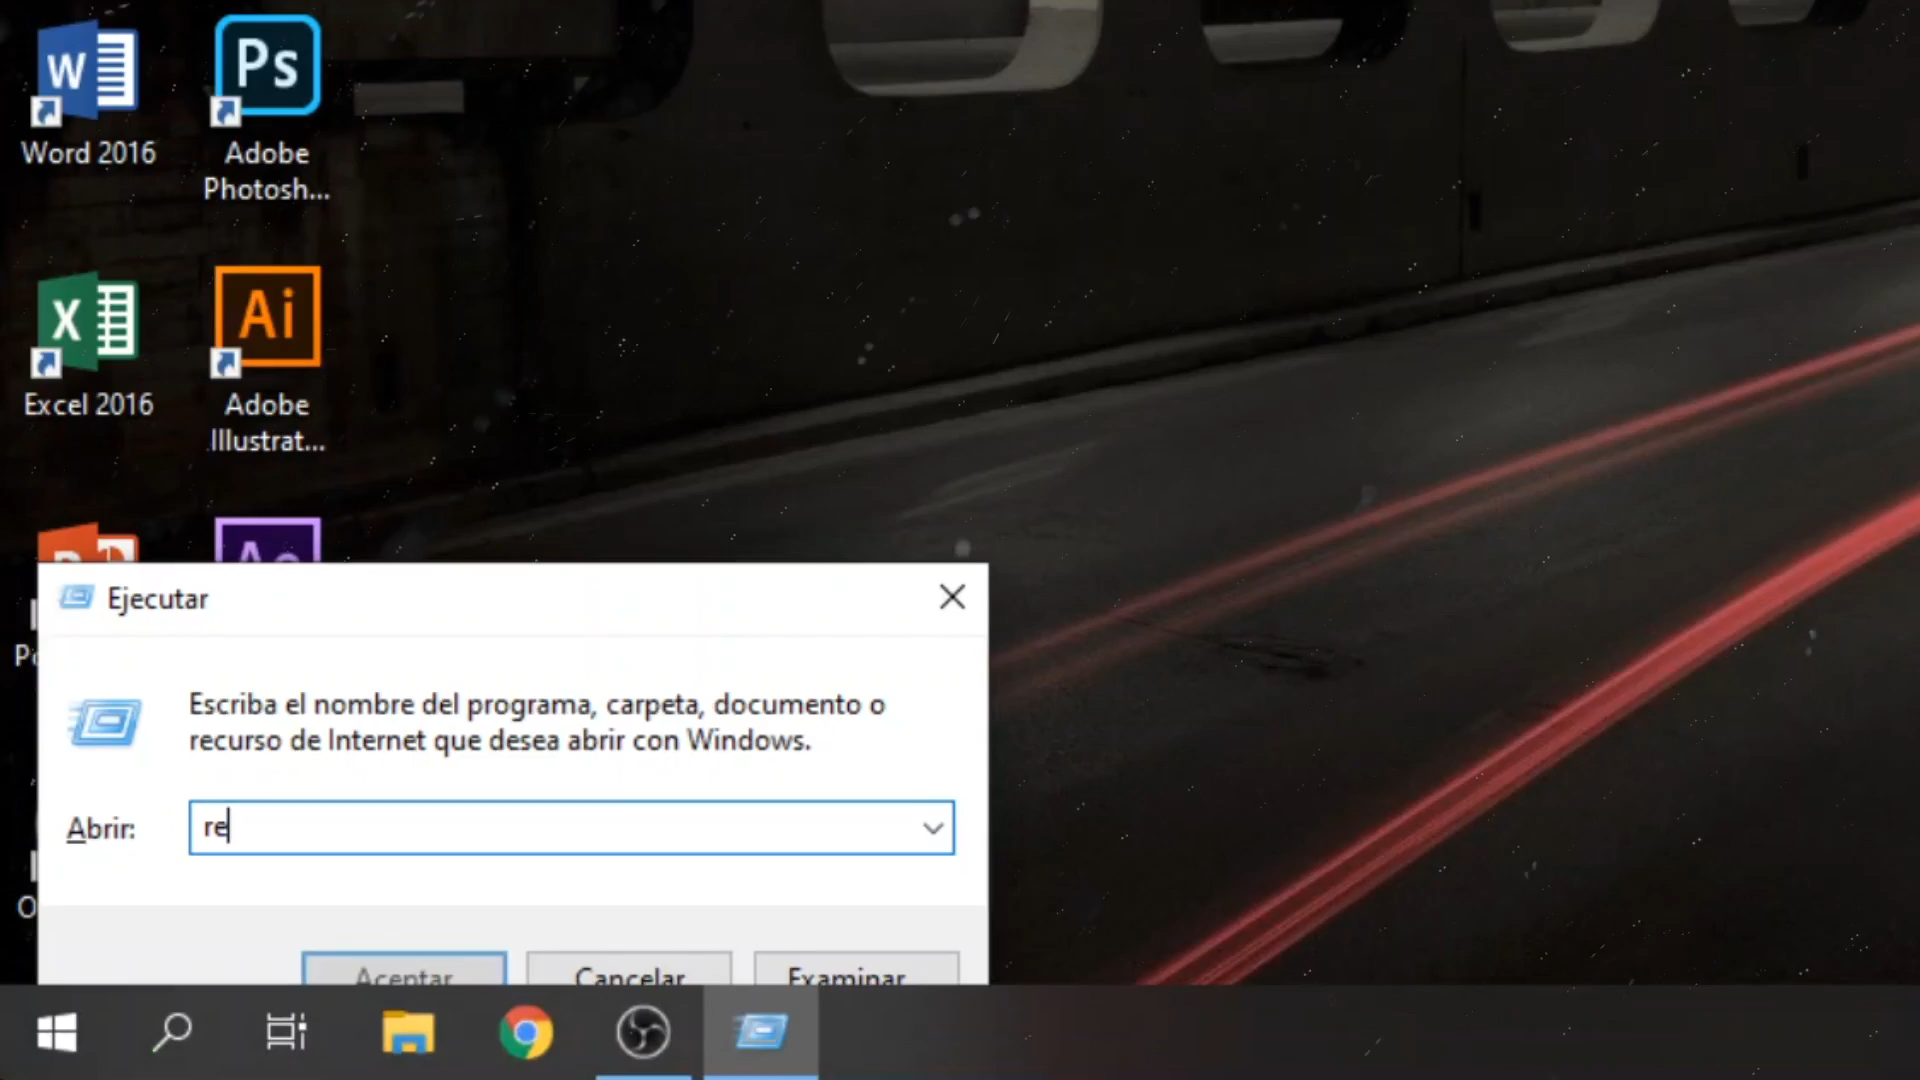 W
Ps
Word 2016
Adobe
Photosh...
X
Ai
Excel 2016
Adobe
Illustrat...
Ejecutar
Escriba el nombre del programa, carpeta, documento o
recurso de Internet que desea abrir con Windows.
Abrir:
re
Aceptar
Cancelar
Examinar